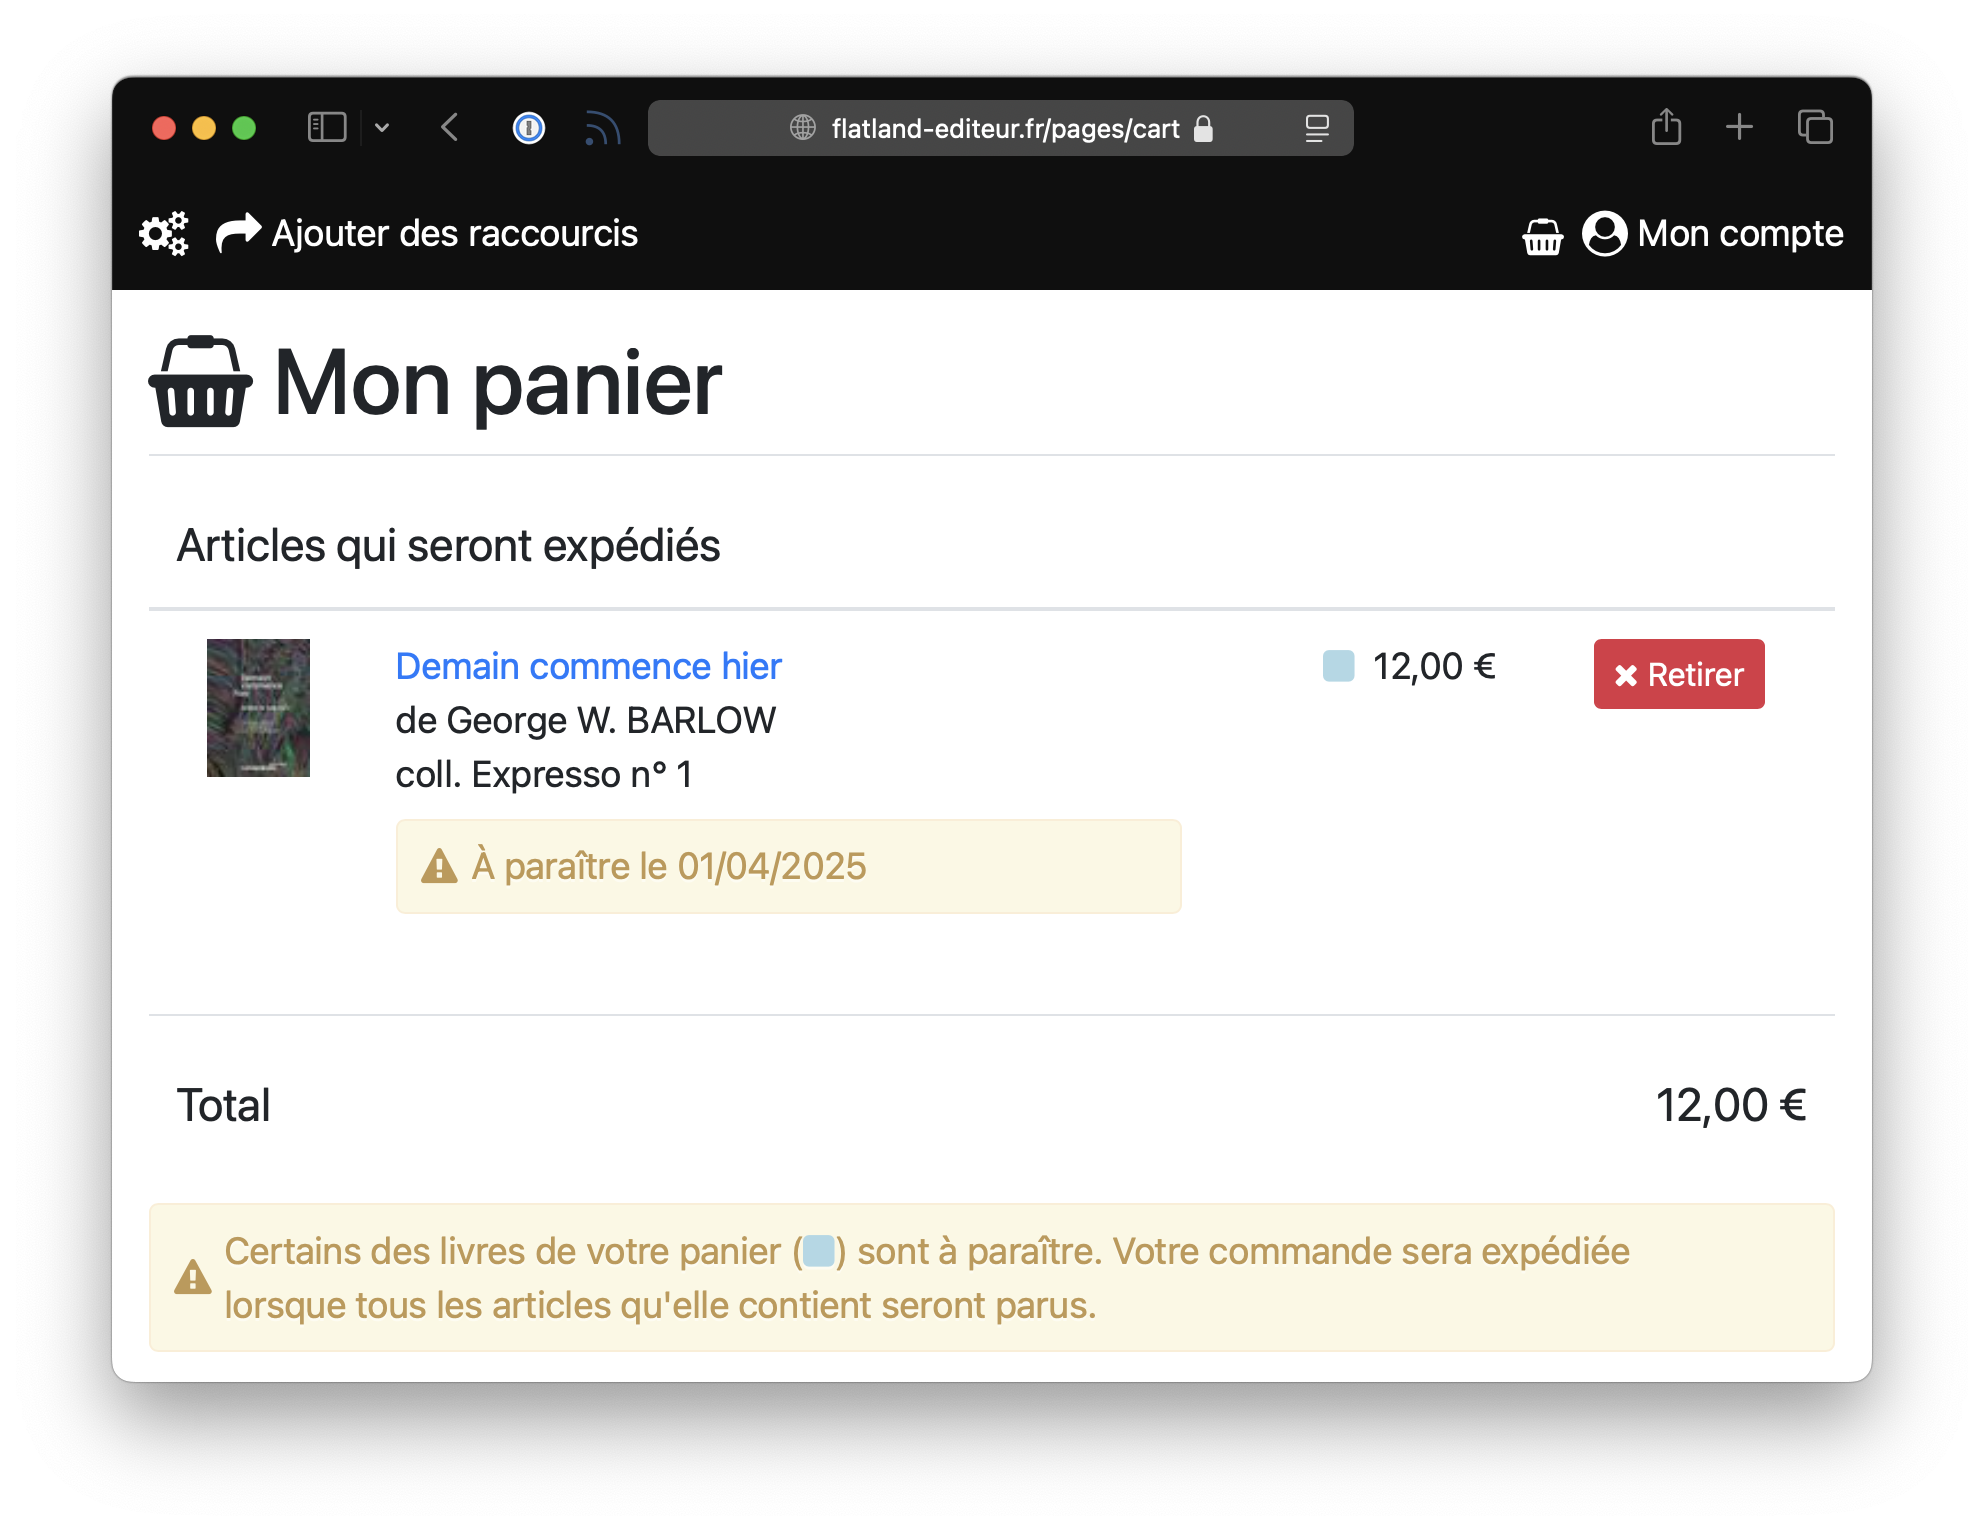 flatland-editeur.fr/pages/cart
Ajouter des raccourcis
Mon compte
Mon panier
Articles qui seront expédiés
Demain commence hier
12,00 €
Retirer
de George W. BARLOW
coll. Expresso n° 1
À paraître le 01/04/2025
Total
12,00 €
Certains des livres de votre panier () sont à paraître. Votre commande sera expédiée
lorsque tous les articles qu'elle contient seront parus.